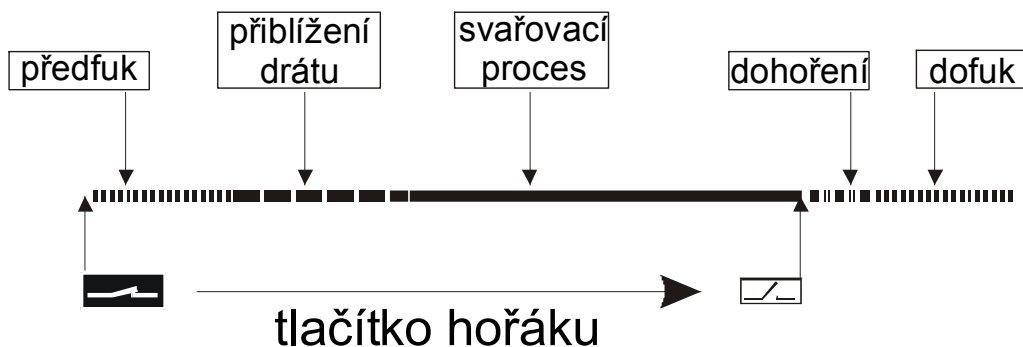 předfuk
přiblížení
drátu
svařovací
proces
dohoření
dofuk
tlačítko hořáku